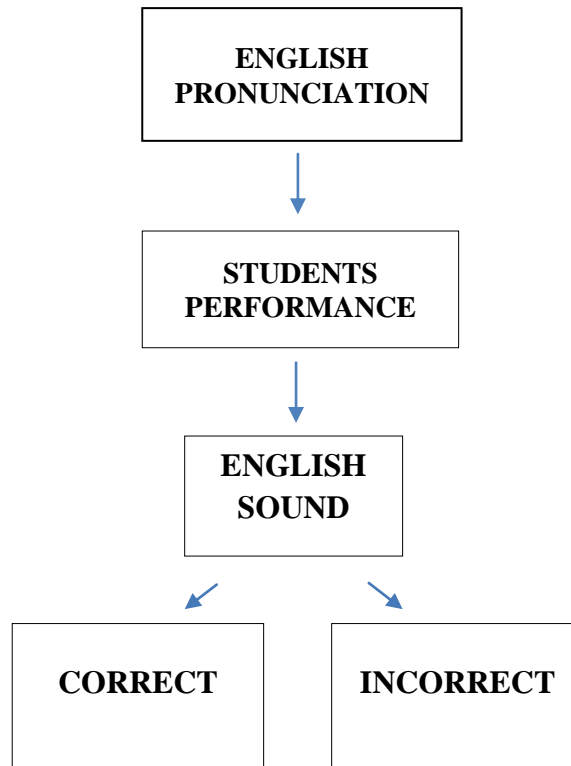 ENGLISH
PRONUNCIATION
STUDENTS
PERFORMANCE
ENGLISH
SOUND
CORRECT
INCORRECT